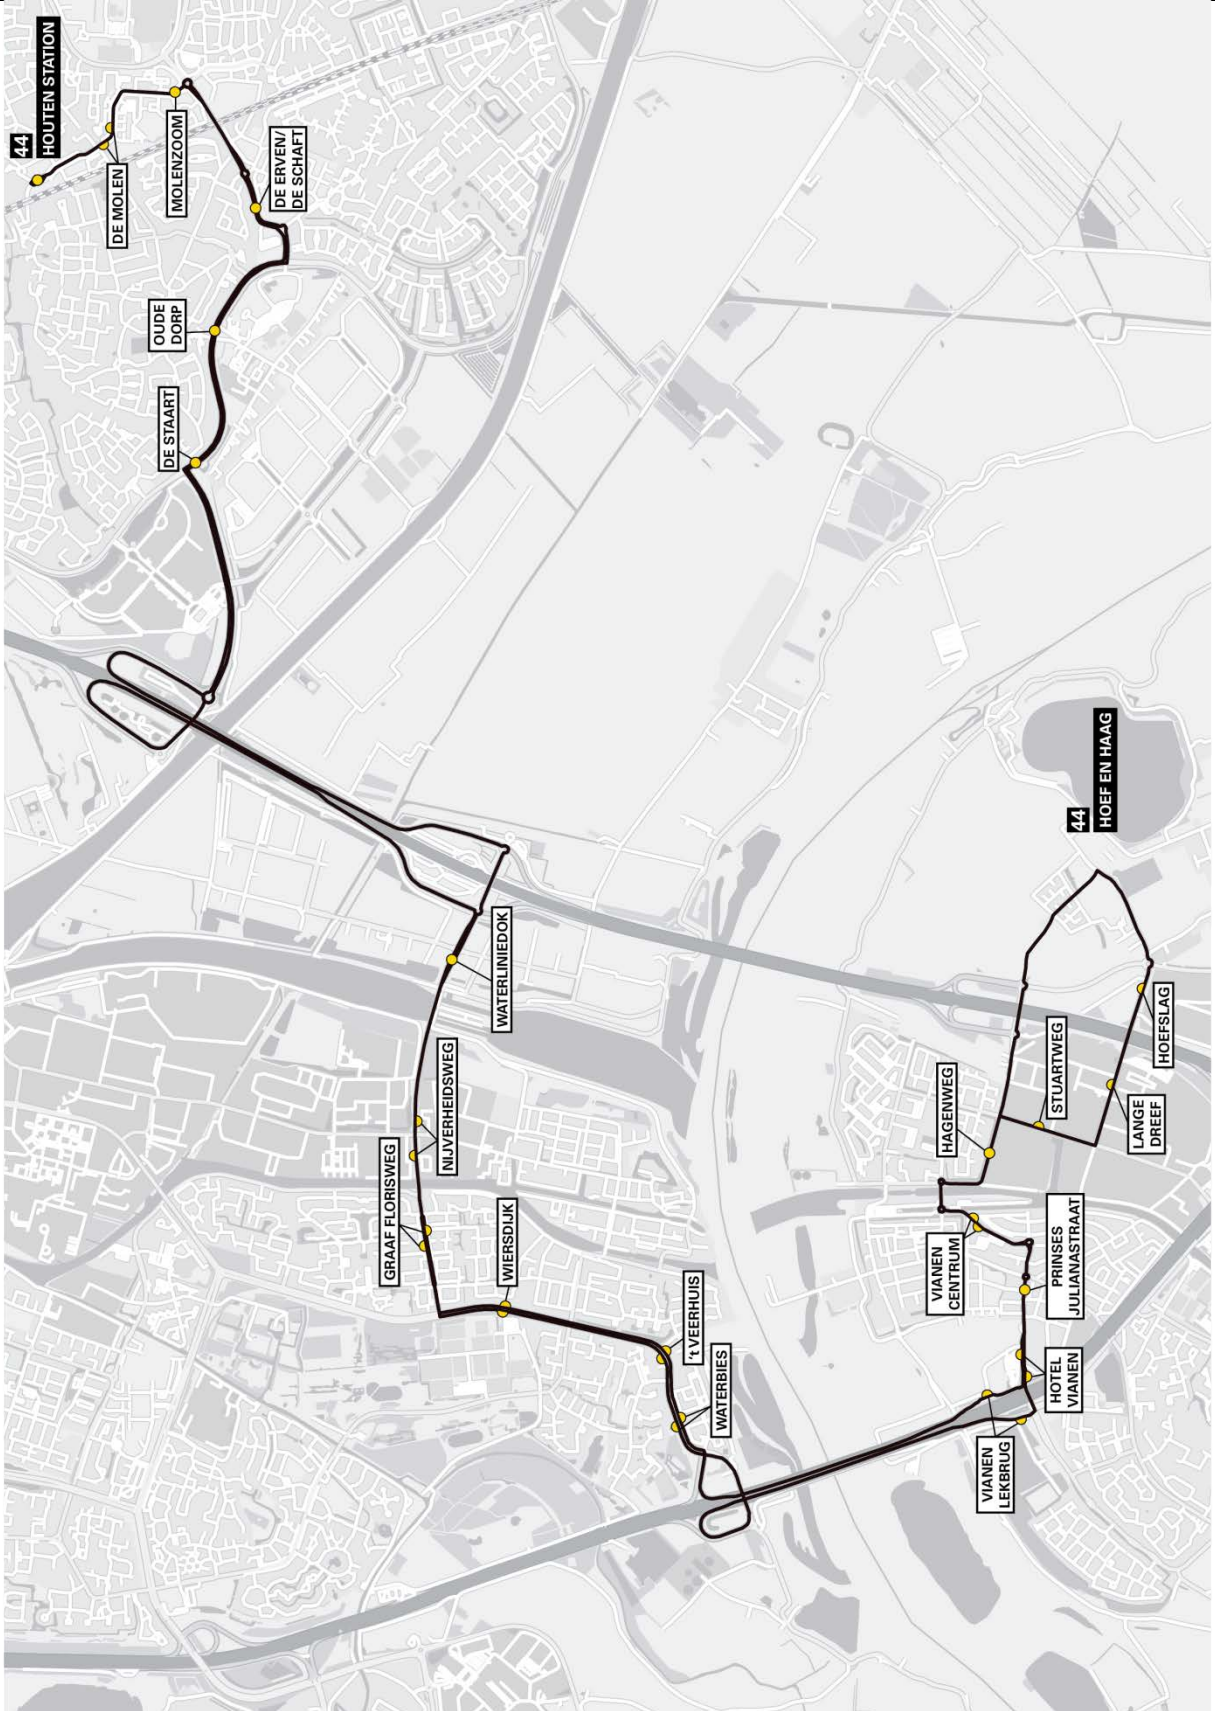 44
HOUTEN STATION
DE MOLEN
MOLENZOOM
DE ERVEN/
DE SCHAFT
OUDE
DORP
DE STAART
WATERLINIEDOK
NIJVERHEIDSWEG
GRAAF FLORISWEG
WIERSDIJK
't VEERHUIS
WATERBIES
VIANEN
LEKBRUG
HOTEL
VIANEN
PRINSES
JULIANASTRAAT
VIANEN
CENTRUM
HAGENWEG
STUARTWEG
LANGE
DREEF
HOEFSLAG
44
HOEF EN HAAG